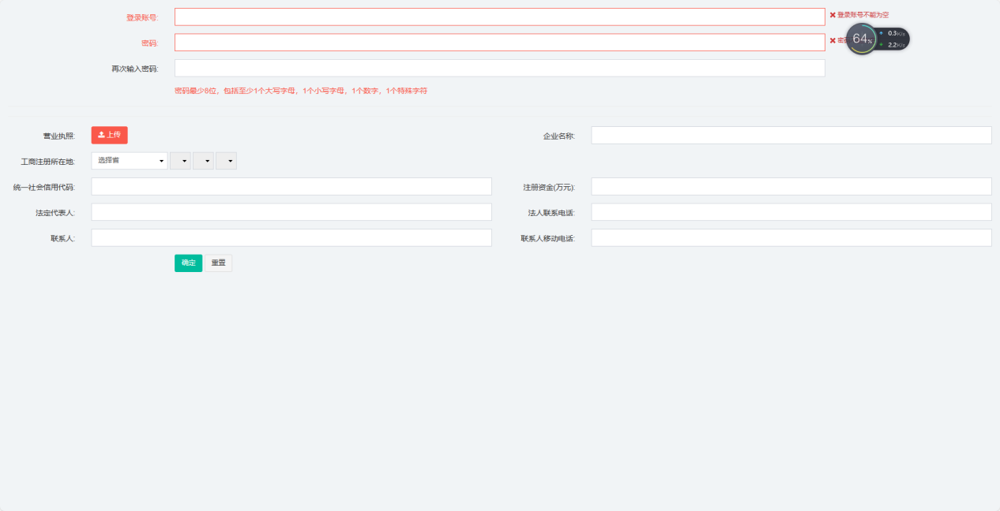 登录账号:
登录账号不能为空
密码:
密
64%
0.3K/s
2.2K/s
再次输入密码:
密码最少8位，包括至少1个大写字母，1个小写字母，1个数字，1个特殊字符
营业执照:
上传
企业名称:
工商注册所在地:
选择省
统一社会信用代码:
注册资金(万元):
法定代表人:
法人联系电话:
联系人:
联系人移动电话:
确定
重置